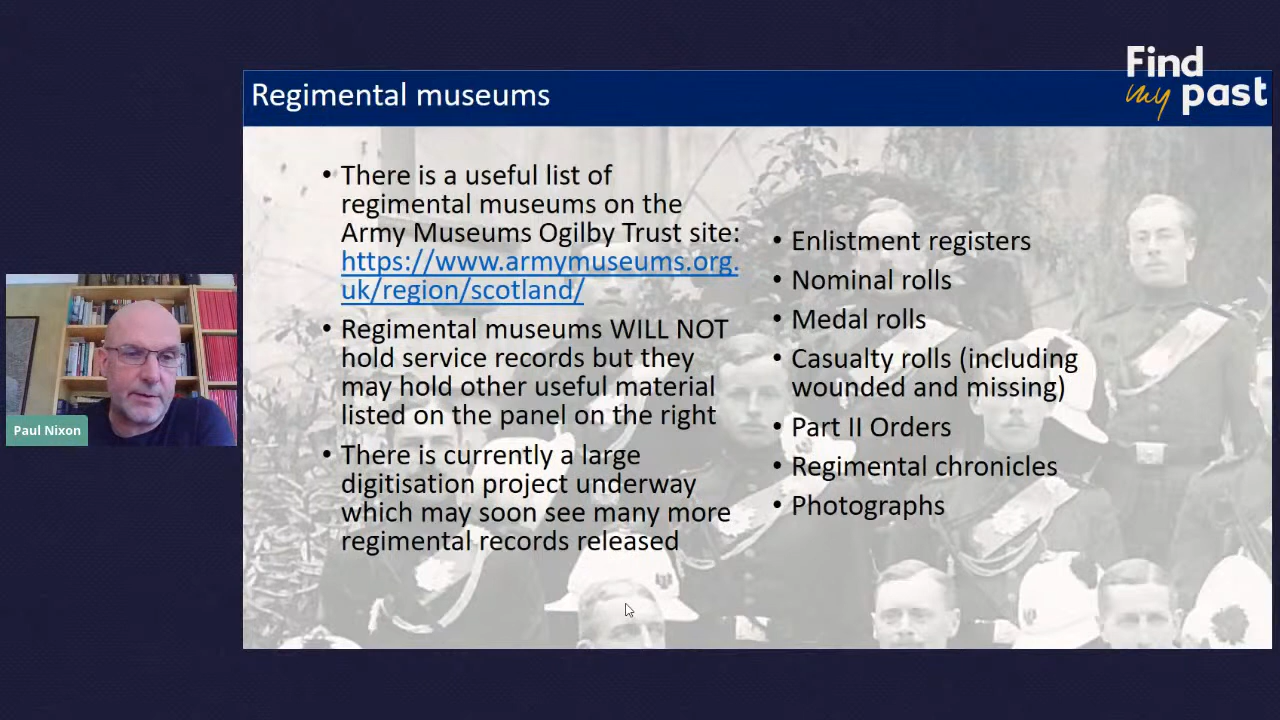 Find
my past
Regimental museums
• There is a useful list of
regimental museums on the
Army Museums Ogilby Trust site:
https://www.armymuseums.org.
uk/region/scotland/
• Regimental museums WILL NOT
hold service records but they
may hold other useful material
listed on the panel on the right
• There is currently a large
digitisation project underway
which may soon see many more
regimental records released
• Enlistment registers
• Nominal rolls
• Medal rolls
• Casualty rolls (including
wounded and missing)
• Part II Orders
• Regimental chronicles
• Photographs
Paul Nixon